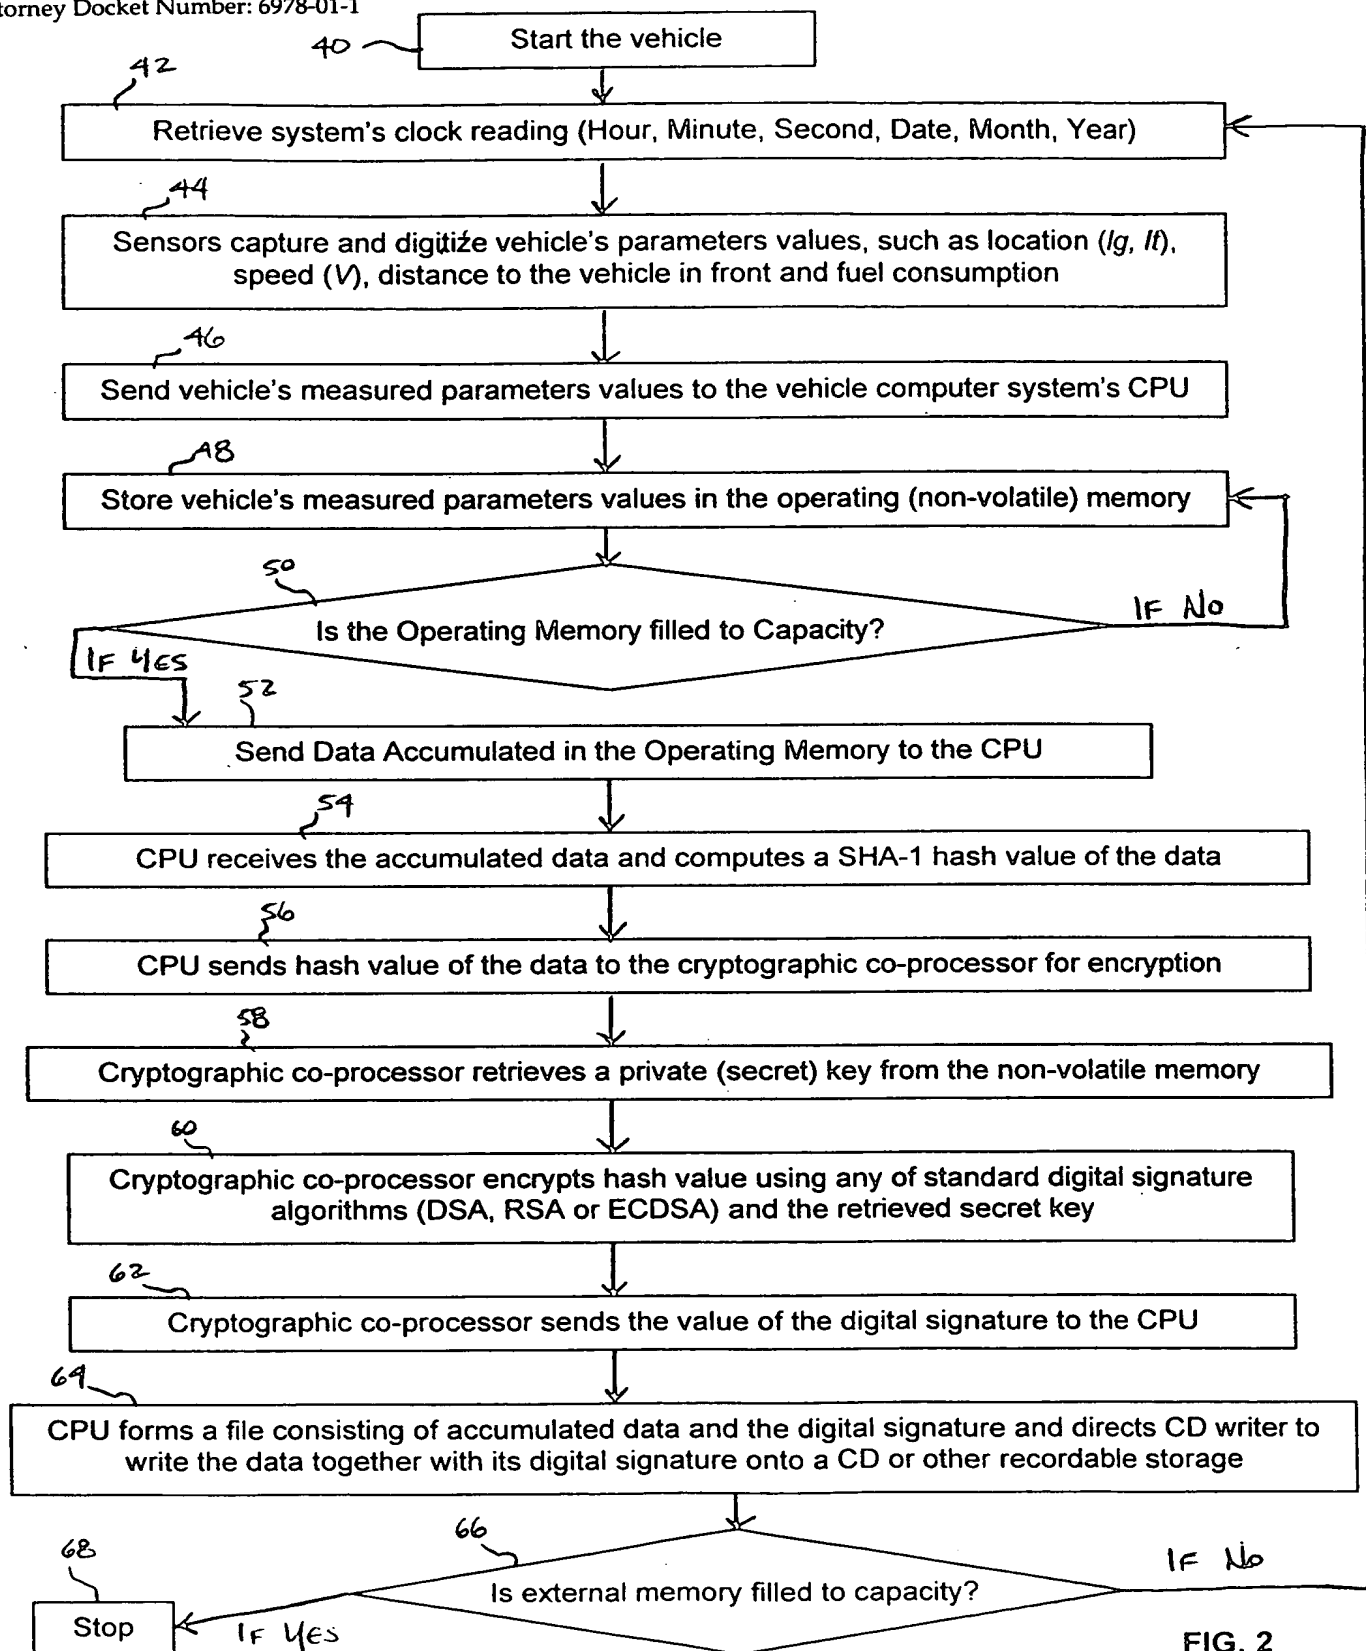 torney Docket Number: 6978-01-1
40
Start the vehicle
42
Retrieve system's clock reading (Hour, Minute, Second, Date, Month, Year)
44
Sensors capture and digitize vehicle's parameters values, such as location (lg, lt),
speed (V), distance to the vehicle in front and fuel consumption
46
Send vehicle's measured parameters values to the vehicle computer system's CPU
48
Store vehicle's measured parameters values in the operating (non-volatile) memory
50
Is the Operating Memory filled to Capacity?
IF NO
IF YES
52
Send Data Accumulated in the Operating Memory to the CPU
54
CPU receives the accumulated data and computes a SHA-1 hash value of the data
56
CPU sends hash value of the data to the cryptographic co-processor for encryption
58
Cryptographic co-processor retrieves a private (secret) key from the non-volatile memory
60
Cryptographic co-processor encrypts hash value using any of standard digital signature
algorithms (DSA, RSA or ECDSA) and the retrieved secret key
62
Cryptographic co-processor sends the value of the digital signature to the CPU
64
CPU forms a file consisting of accumulated data and the digital signature and directs CD writer to
write the data together with its digital signature onto a CD or other recordable storage
66
Is external memory filled to capacity?
IF NO
68
Stop
IF YES
FIG. 2